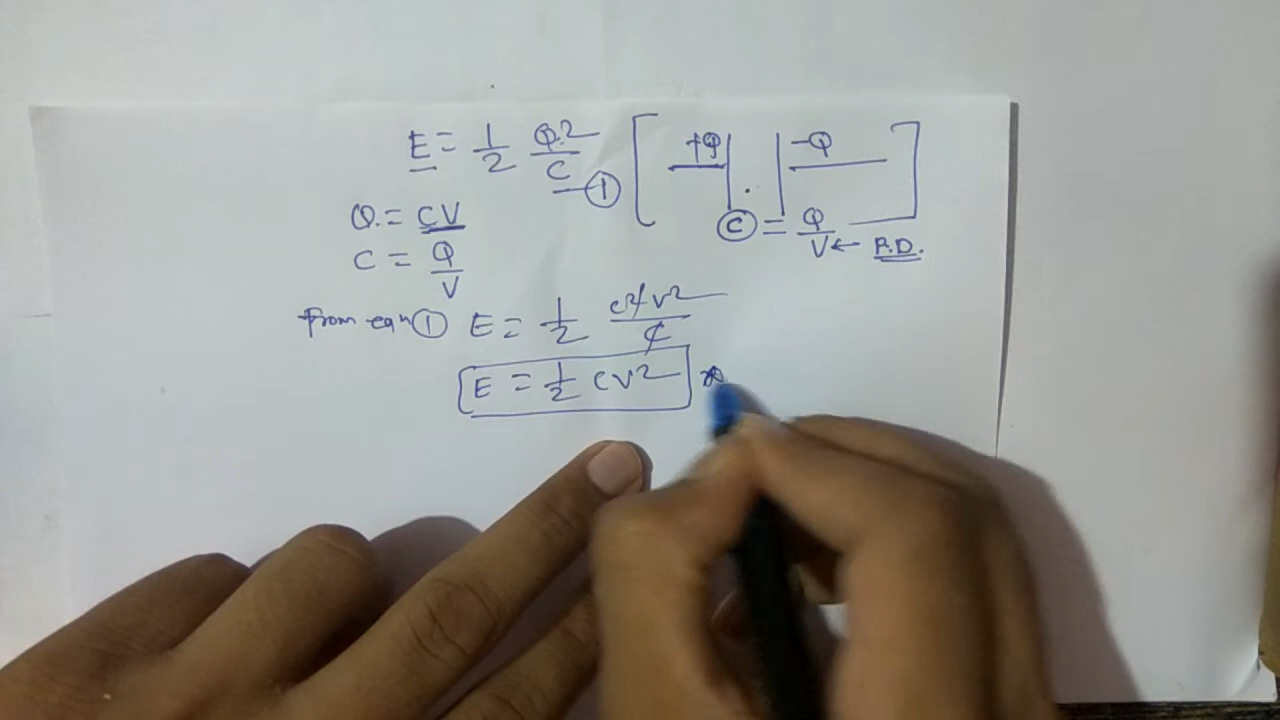 E = 1/2 Q²/C — ① [ +Q | | -Q ]
Ⓒ = Q/V ← P.D.
Q = CV
C = Q/V
from eqn ① E = 1/2 C²V²/C
E = 1/2 CV² *